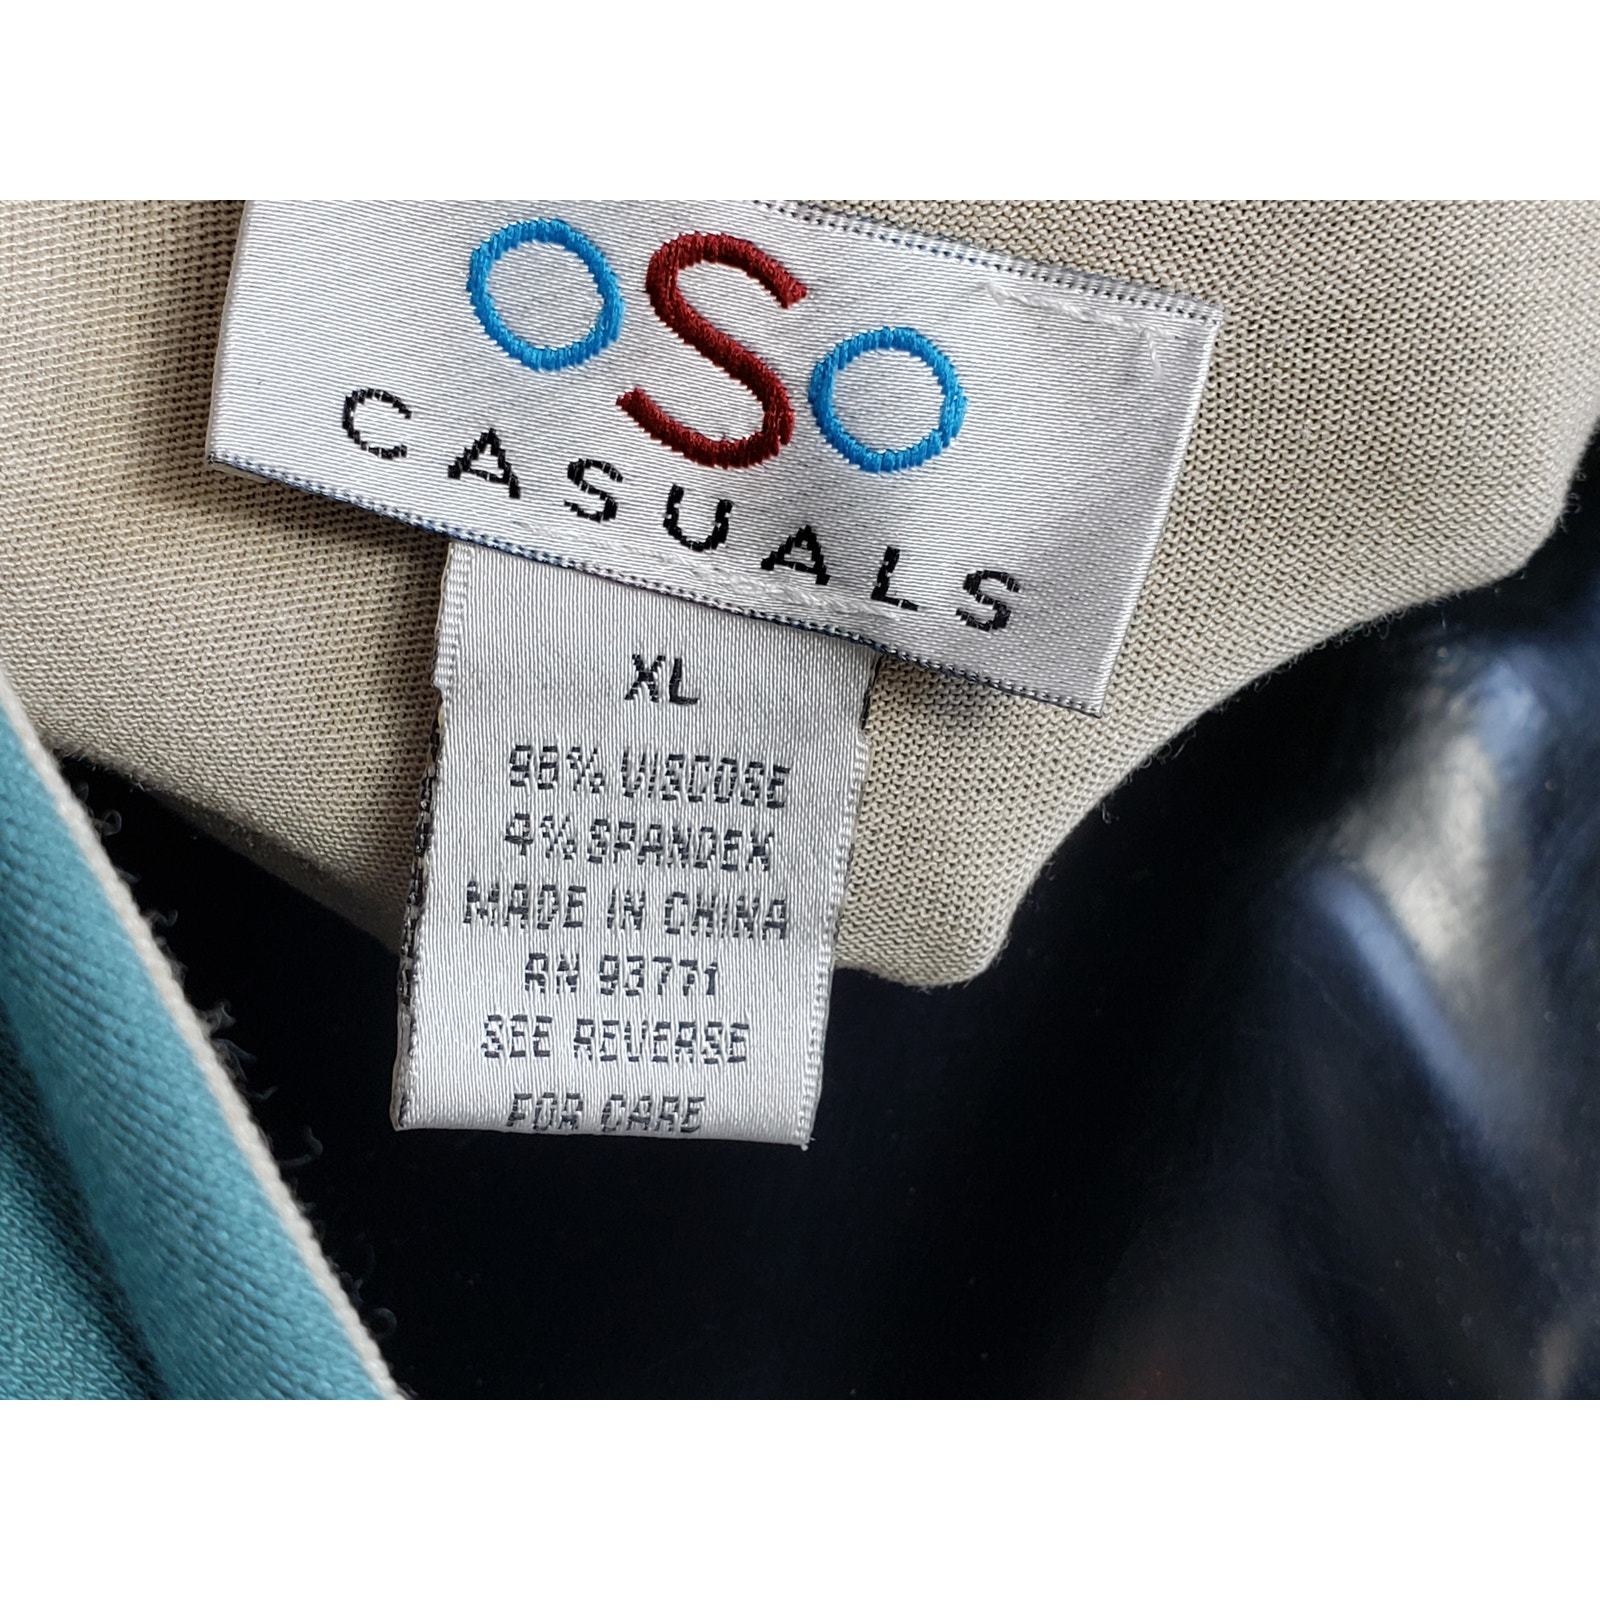 oSo
CASUALS
XL
96% VISCOSE
4% SPANDEX
MADE IN CHINA
RN 93771
SEE REVERSE
FOR CARE